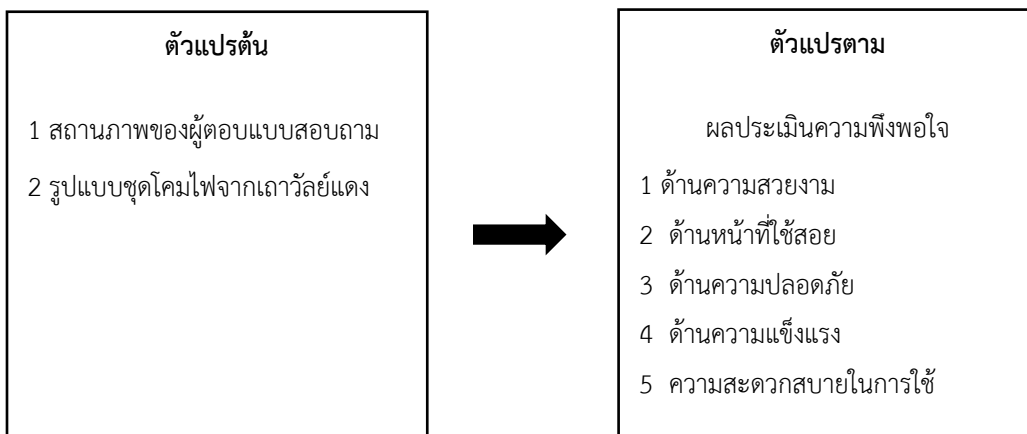 ตัวแปรต้น
1 สถานภาพของผู้ตอบแบบสอบถาม
2 รูปแบบชุดโคมไฟจากเถาวัลย์แดง
ตัวแปรตาม
ผลประเมินความพึงพอใจ
1 ด้านความสวยงาม
2 ด้านหน้าที่ใช้สอย
3 ด้านความปลอดภัย
4 ด้านความแข็งแรง
5 ความสะดวกสบายในการใช้